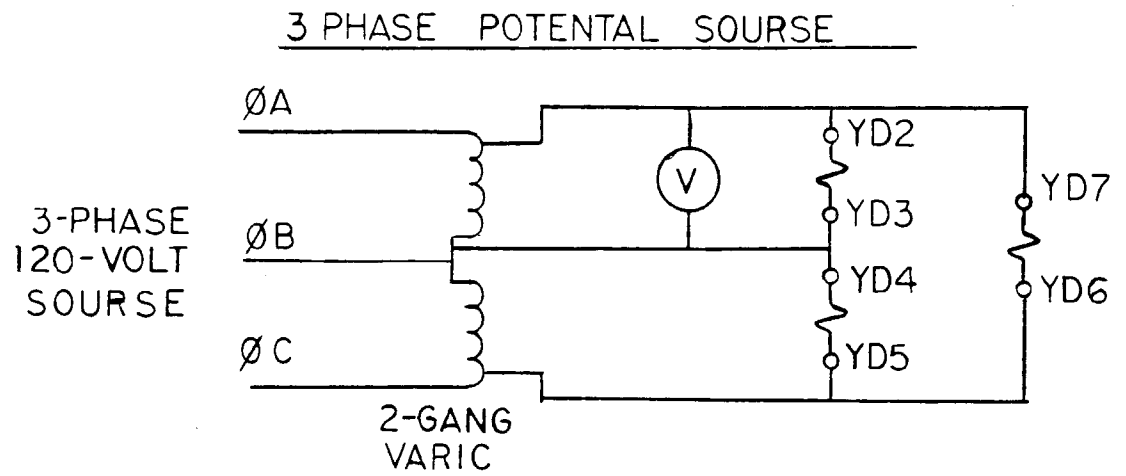 3 PHASE POTENTAL SOURSE
ØA
YD2
V
YD7
3-PHASE
120-VOLT
SOURSE
ØB
YD3
YD4
YD6
ØC
YD5
2-GANG
VARIC